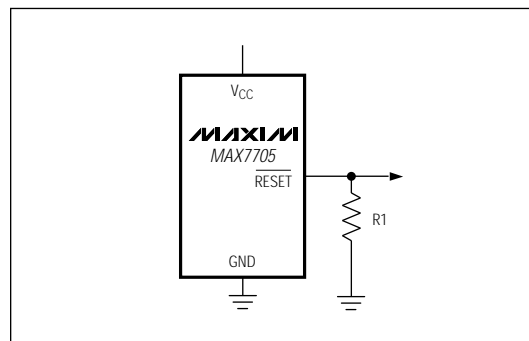 VCC
MAXIM
MAX7705
RESET
R1
GND